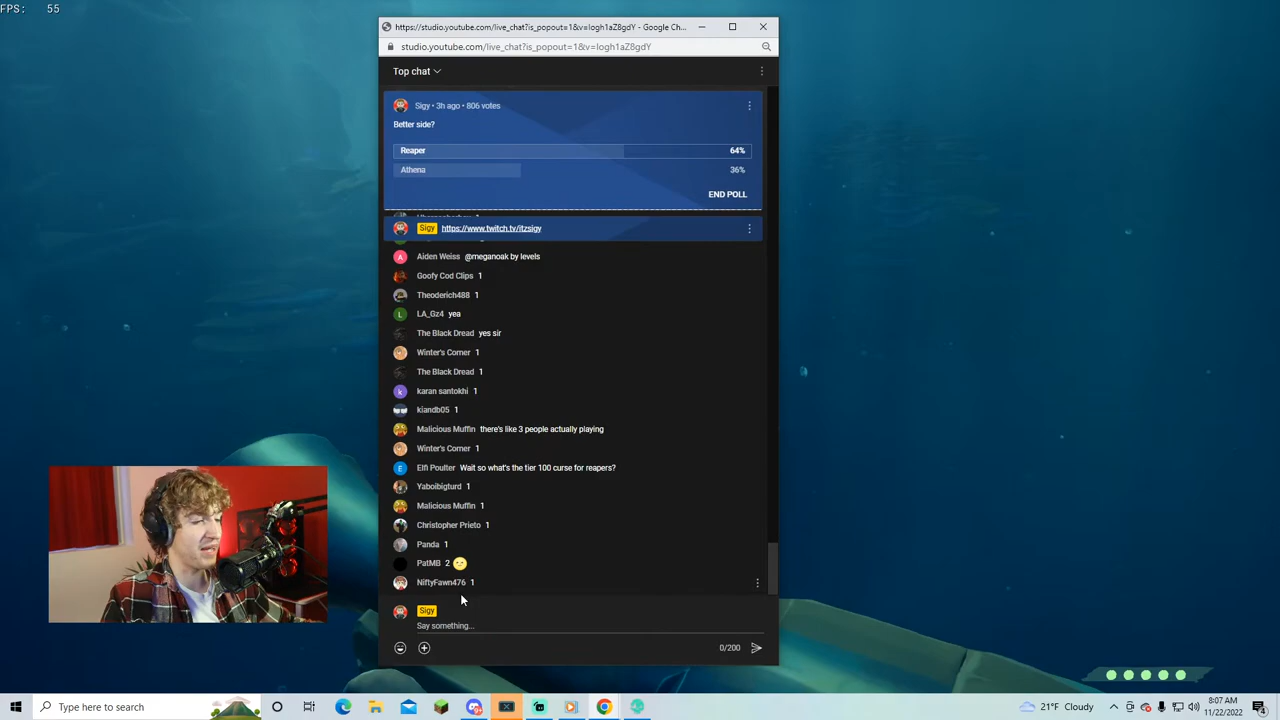 FPS : 55
https://studio.youtube.com/live_chat?is_popout=1&v=logh1aZ8gdY - Google Ch...
studio.youtube.com/live_chat?is_popout=1&v=logh1aZ8gdY
Top chat
Sigy • 3h ago • 806 votes
Better side?
Reaper 64%
Athena 36%
END POLL
Sigy https://www.twitch.tv/itzsigy
Aiden Weiss @meganoak by levels
Goofy Cod Clips 1
Theoderich488 1
LA_Gz4 yea
The Black Dread yes sir
Winter's Corner 1
The Black Dread 1
karan santokhi 1
kiandb05 1
Malicious Muffin there's like 3 people actually playing
Winter's Corner 1
Elfi Poulter Wait so what's the tier 100 curse for reapers?
Yaboibigturd 1
Malicious Muffin 1
Christopher Prieto 1
Panda 1
PatMB 2
NiftyFawn476 1
Sigy
Say something...
0/200
Type here to search
21°F Cloudy
8:07 AM
11/22/2022
4